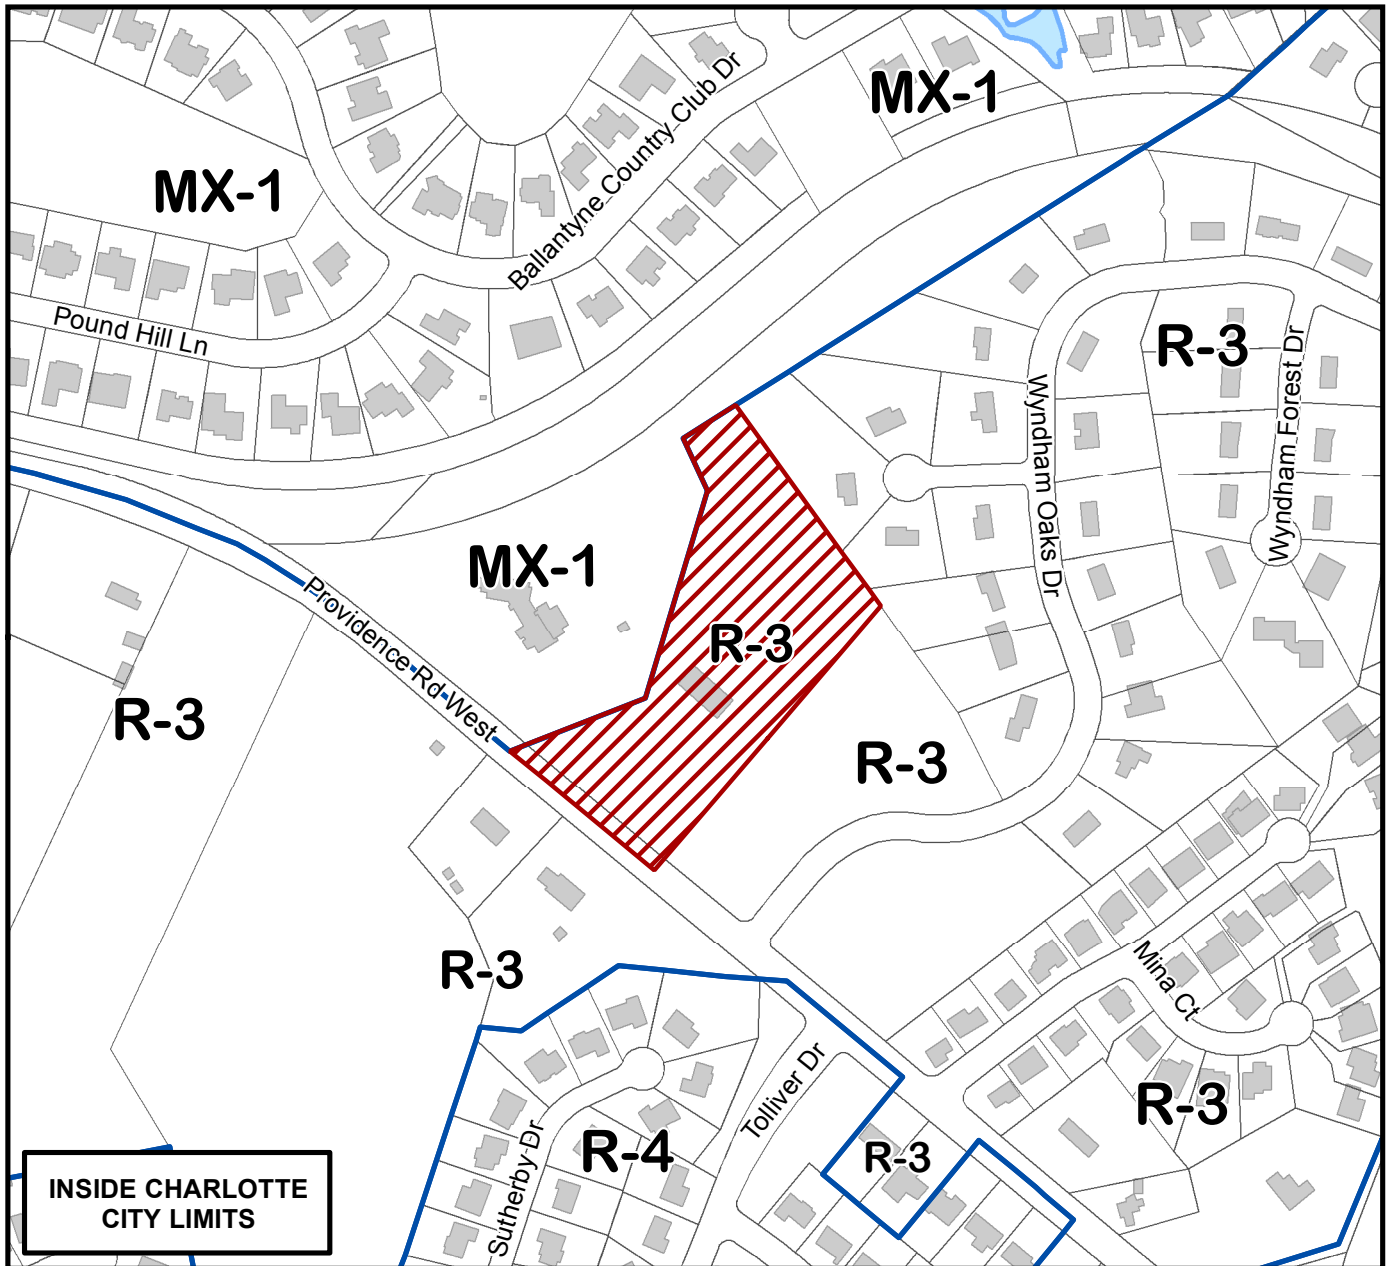 MX-1
Ballantyne Country Club Dr
MX-1
Pound Hill Ln
R-3
Wyndham Forest Dr
Wyndham Oaks Dr
MX-1
Providence Rd West
R-3
R-3
R-3
R-3
Mina Ct
Tolliver Dr
R-3
R-4
R-3
Sutherby Dr
INSIDE CHARLOTTE
CITY LIMITS